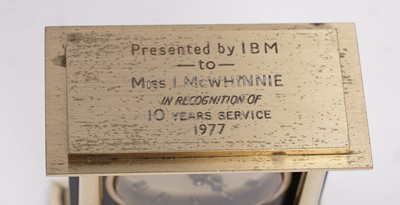 Presented by IBM
to
Miss I McWHINNIE
IN RECOGNITION OF
10 YEARS SERVICE
1977